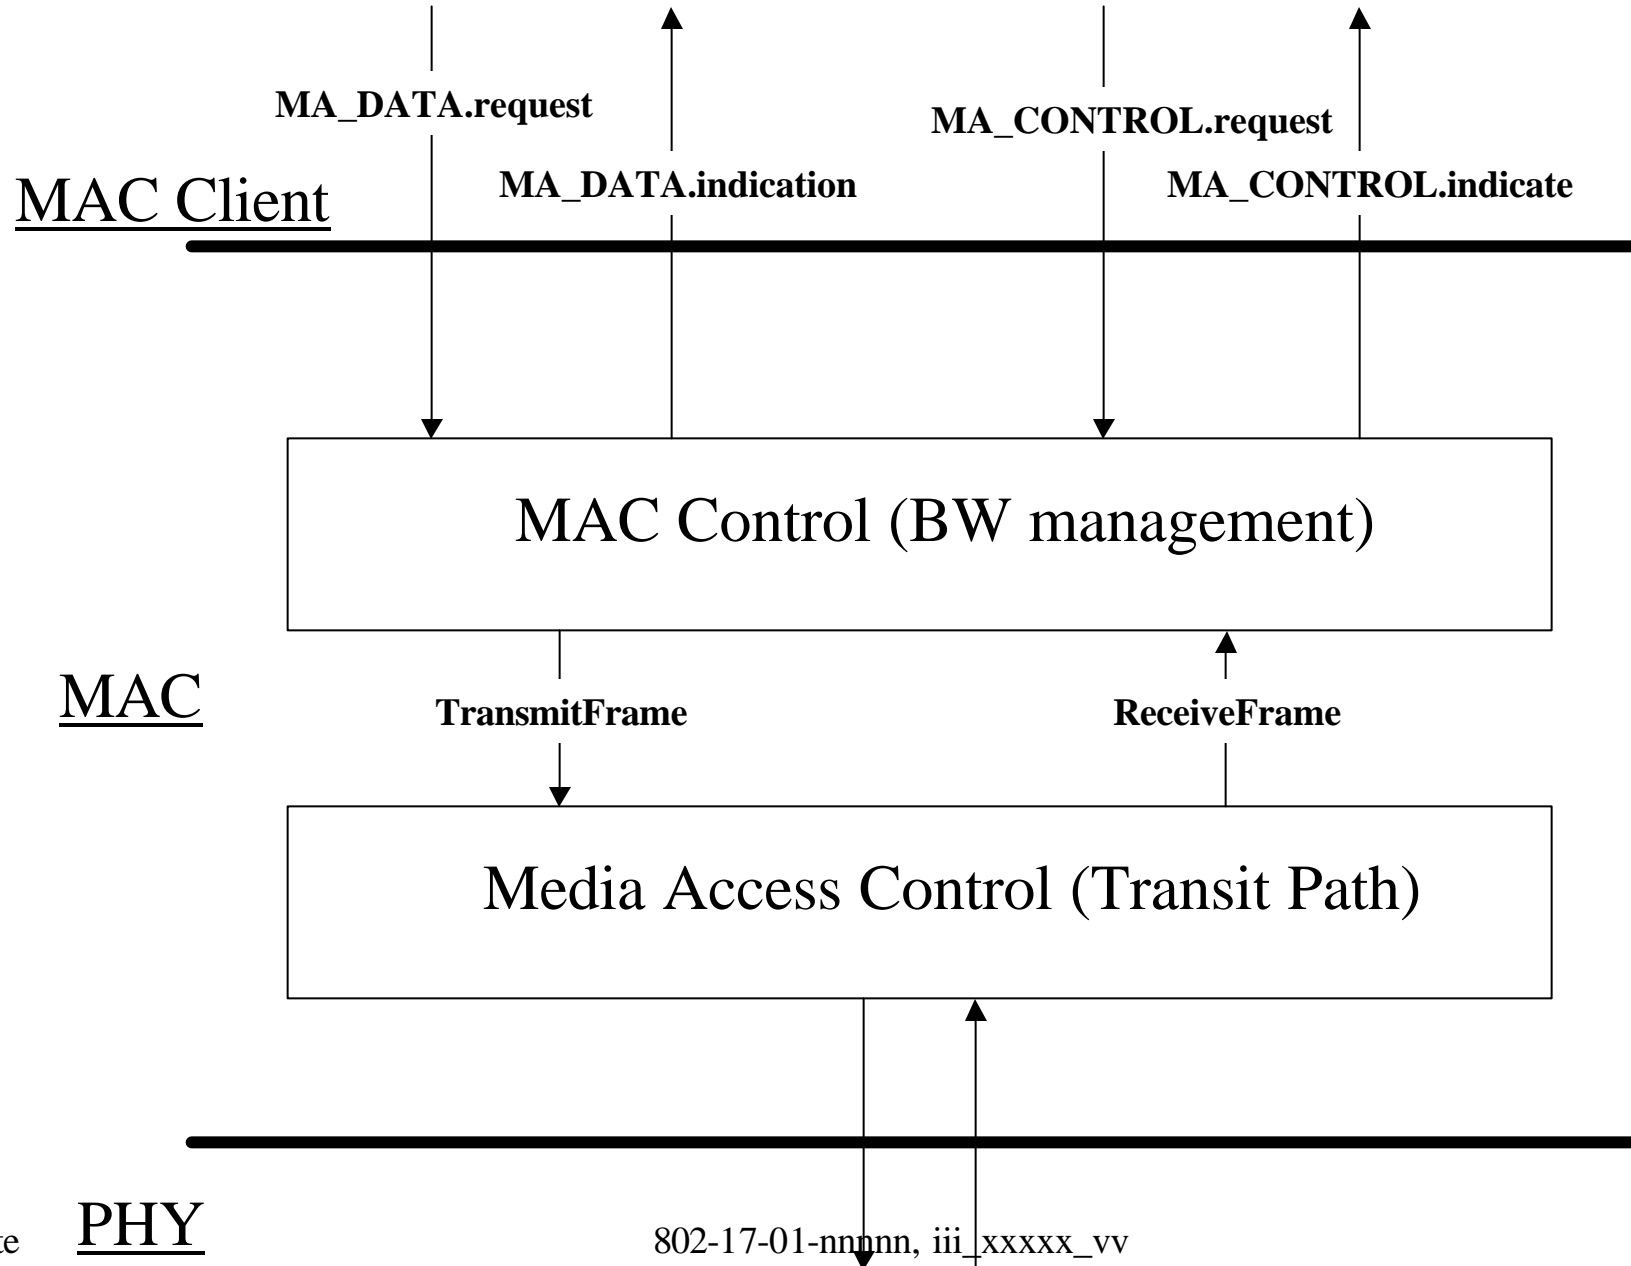 MA_DATA.request
MA_CONTROL.request
MA_DATA.indication
MA_CONTROL.indicate
MAC Client
MAC Control (BW management)
MAC
TransmitFrame
ReceiveFrame
Media Access Control (Transit Path)
PHY
802-17-01-nnnnn, iii_xxxxx_vv